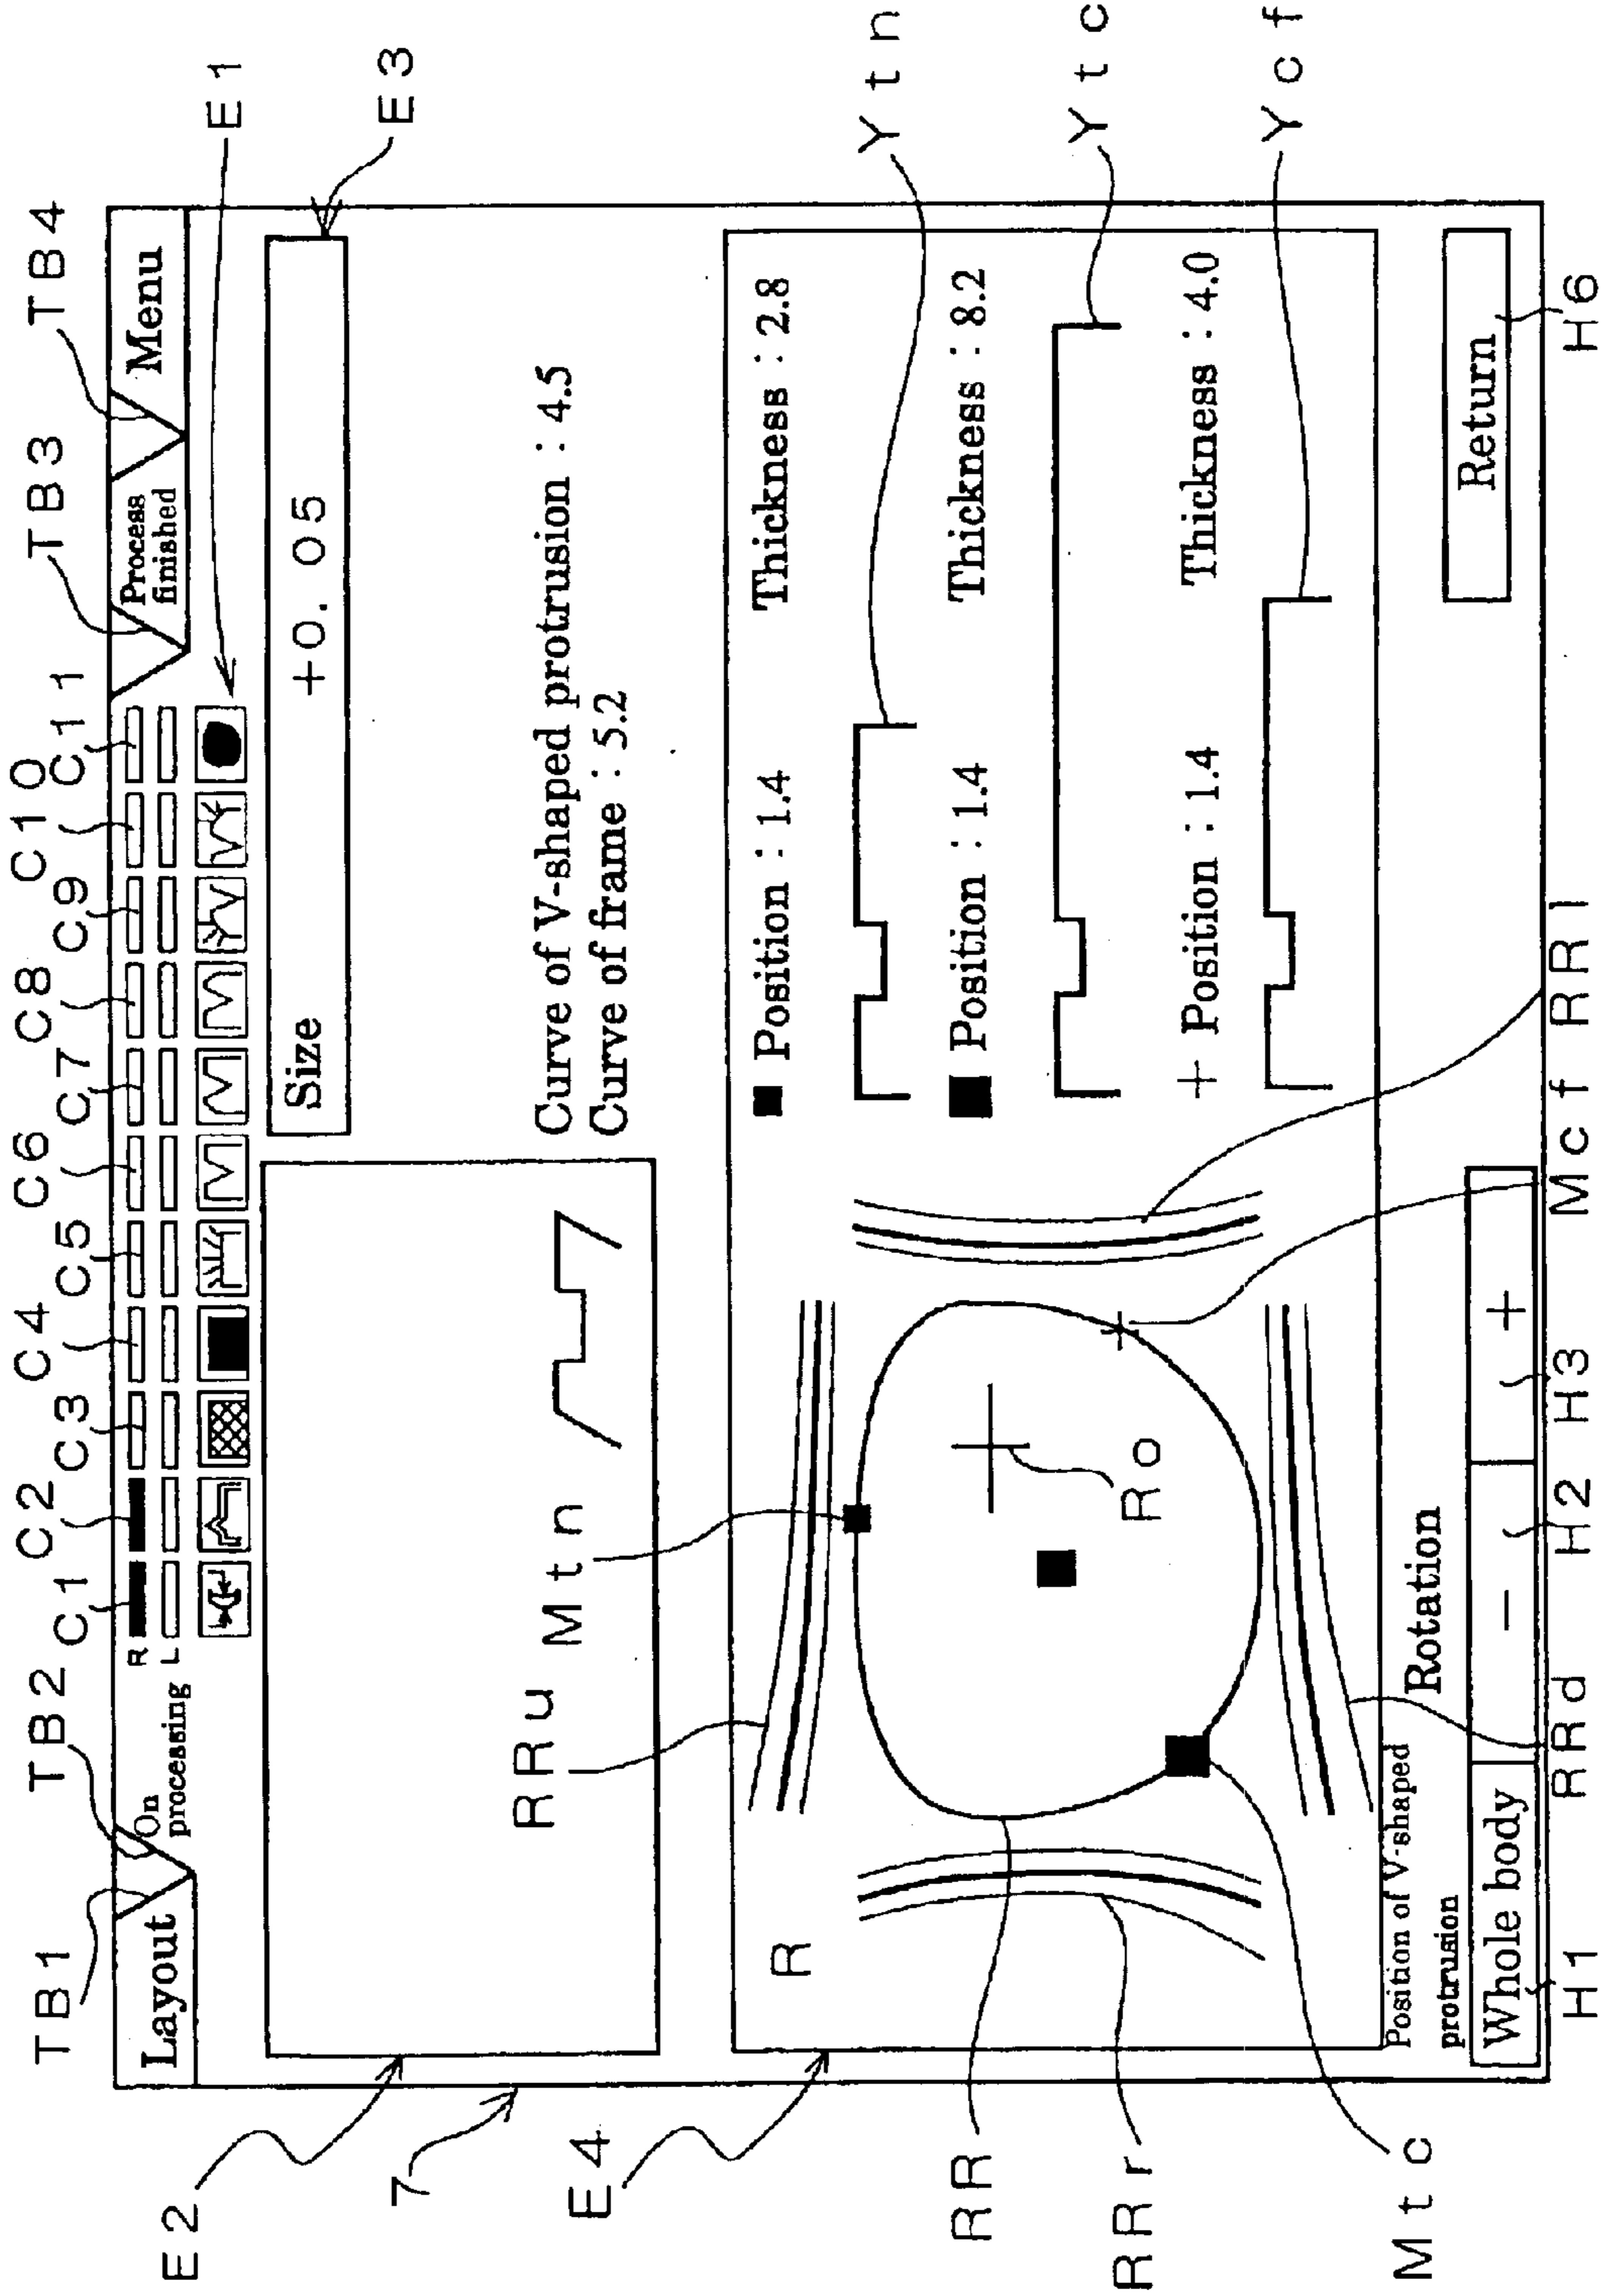 TB1 TB2 C1 C2 C3 C4 C5 C6 C7 C8 C9 C10 C11 TB3 TB4
Layout
On
processing
R
L
Process
finished
Menu
E1
E2
Size
+0. 05
E3
7
Curve of V-shaped protrusion : 4.5
Curve of frame : 5.2
RRu
Mtn
E4
R
■ Position : 1.4 Thickness : 2.8
Ytn
■ Position : 1.4 Thickness : 8.2
Ytc
+ Position : 1.4 Thickness : 4.0
Ycf
Ro
RR
RRr
Mtc
Position of V-shaped
protrusion
Rotation
Whole body
−
+
Return
H1 RRd H2 H3 Mcf RRl H6